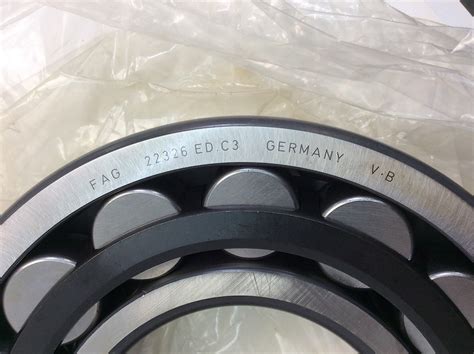 FAG 22326 ED.C3 GERMANY V·B